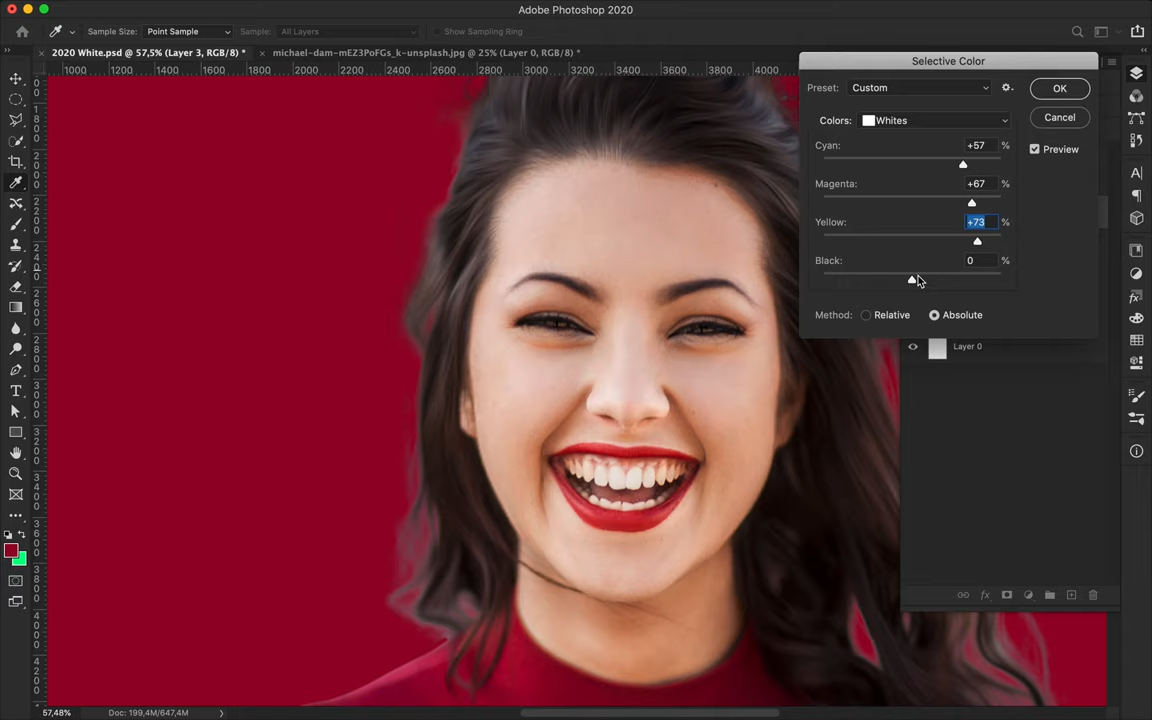 Adobe Photoshop 2020
Sample Size: Point Sample Sample: All Layers Show Sampling Ring
2020 White.psd @ 57,5% (Layer 3, RGB/8) * michael-dam-mEZ3PoFGs_k-unsplash.jpg @ 25% (Layer 0, RGB/8) *
1000 1200 1400 1600 1800 2000 2200 2400 2600 2800 3000 3200 3400 3600 3800 4000
Selective Color
Preset: Custom OK
Colors: Whites Cancel
Cyan: +57 % Preview
Magenta: +67 %
Yellow: +73 %
Black: 0 %
Method: Relative Absolute
Layer 0
57,48% Doc: 199,4M/647,4M